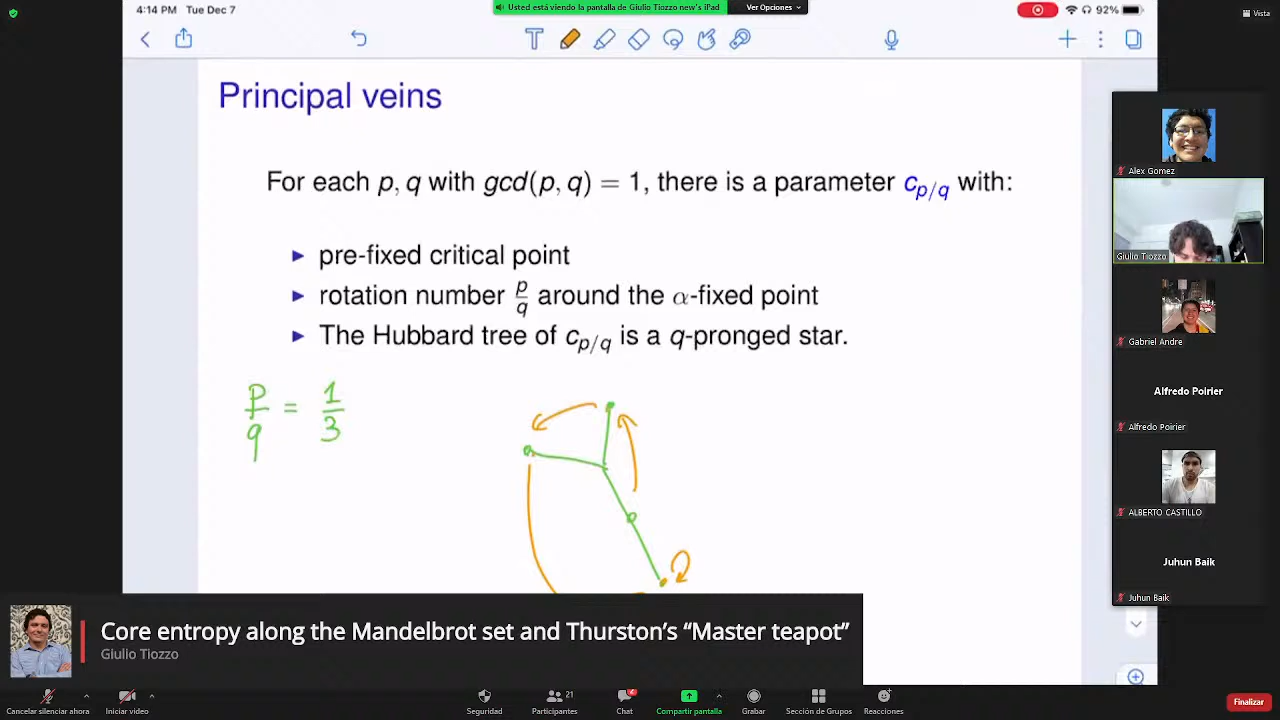 4:14 PM Tue Dec 7
Usted está viendo la pantalla de Giulio Tiozzo new's iPad
Ver Opciones
92%
Vista
Principal veins
For each p, q with gcd(p, q) = 1, there is a parameter c_{p/q} with:
pre-fixed critical point
rotation number p/q around the α-fixed point
The Hubbard tree of c_{p/q} is a q-pronged star.
p/q = 1/3
Alex Gomez
Giulio Tiozzo
Gabriel Andre
Alfredo Poirier
Alfredo Poirier
ALBERTO CASTILLO
Juhun Baik
Juhun Baik
Core entropy along the Mandelbrot set and Thurston's “Master teapot”
Giulio Tiozzo
Cancelar silenciar ahora
Iniciar video
Seguridad
21
Participantes
2
Chat
Compartir pantalla
Grabar
Sección de Grupos
Reacciones
Finalizar